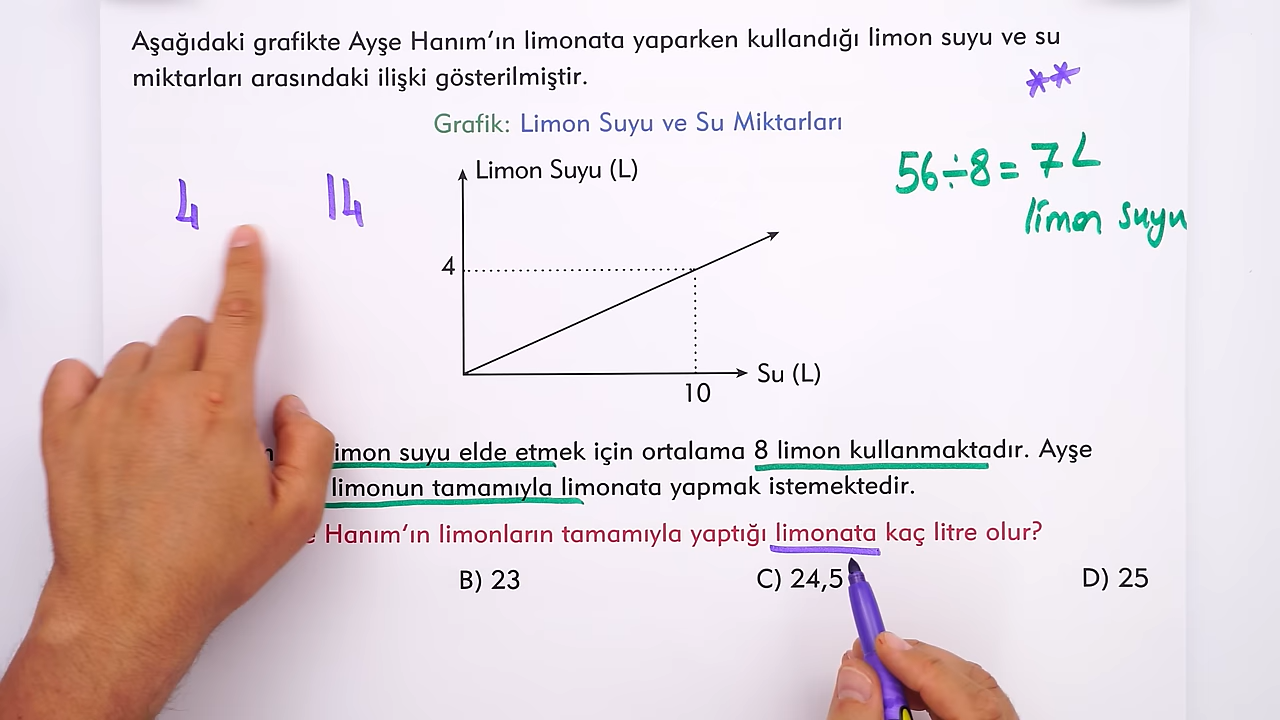 Aşağıdaki grafikte Ayşe Hanım'ın limonata yaparken kullandığı limon suyu ve su
miktarları arasındaki ilişki gösterilmiştir.
**
Grafik: Limon Suyu ve Su Miktarları
56÷8= 7L
limon suyu
Limon Suyu (L)
4 14
4
Su (L)
10
imon suyu elde etmek için ortalama 8 limon kullanmaktadır. Ayşe
limonun tamamıyla limonata yapmak istemektedir.
Hanım'ın limonların tamamıyla yaptığı limonata kaç litre olur?
B) 23 C) 24,5 D) 25